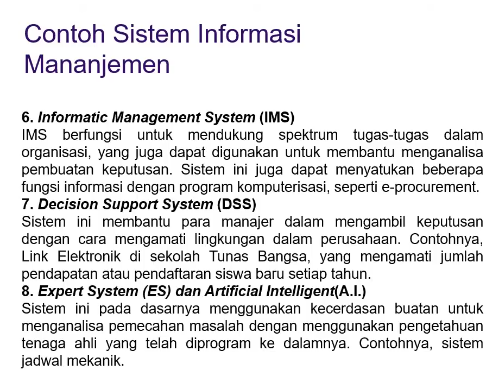 Contoh Sistem Informasi
Mananjemen
6. Informatic Management System (IMS)
IMS berfungsi untuk mendukung spektrum tugas-tugas dalam
organisasi, yang juga dapat digunakan untuk membantu menganalisa
pembuatan keputusan. Sistem ini juga dapat menyatukan beberapa
fungsi informasi dengan program komputerisasi, seperti e-procurement.
7. Decision Support System (DSS)
Sistem ini membantu para manajer dalam mengambil keputusan
dengan cara mengamati lingkungan dalam perusahaan. Contohnya,
Link Elektronik di sekolah Tunas Bangsa, yang mengamati jumlah
pendapatan atau pendaftaran siswa baru setiap tahun.
8. Expert System (ES) dan Artificial Intelligent(A.I.)
Sistem ini pada dasarnya menggunakan kecerdasan buatan untuk
menganalisa pemecahan masalah dengan menggunakan pengetahuan
tenaga ahli yang telah diprogram ke dalamnya. Contohnya, sistem
jadwal mekanik.